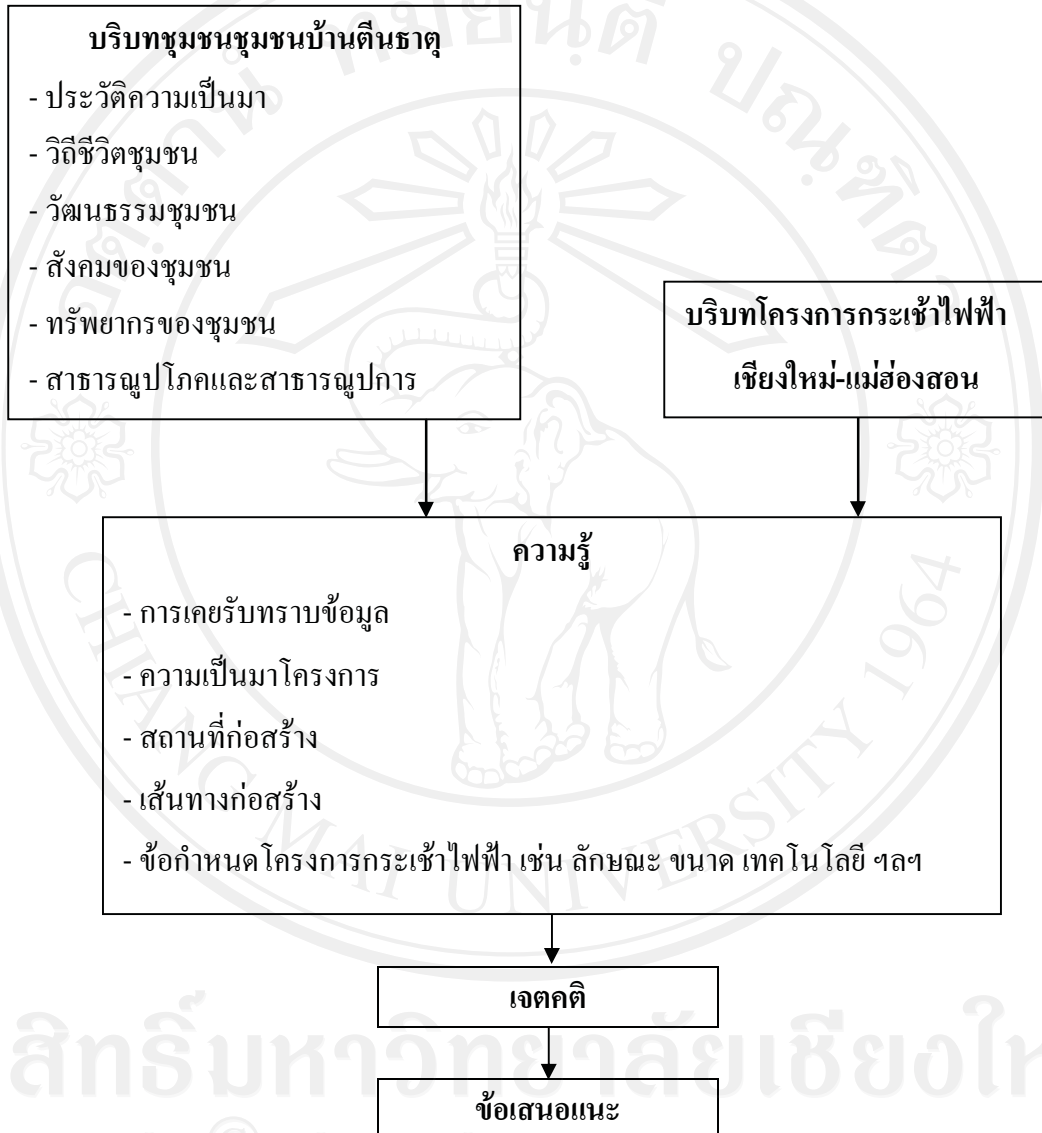 บริบทชุมชนชุมชนบ้านตีนธาตุ
- ประวัติความเป็นมา
- วิถีชีวิตชุมชน
- วัฒนธรรมชุมชน
- สังคมของชุมชน
- ทรัพยากรของชุมชน
- สาธารณูปโภคและสาธารณูปการ
บริบทโครงการกระเช้าไฟฟ้า
เชียงใหม่-แม่ฮ่องสอน
ความรู้
- การเคยรับทราบข้อมูล
- ความเป็นมาโครงการ
- สถานที่ก่อสร้าง
- เส้นทางก่อสร้าง
- ข้อกำหนดโครงการกระเช้าไฟฟ้า เช่น ลักษณะ ขนาด เทคโนโลยี ฯลฯ
เจตคติ
ข้อเสนอแนะ
CHIANG MAI UNIVERSITY 1964